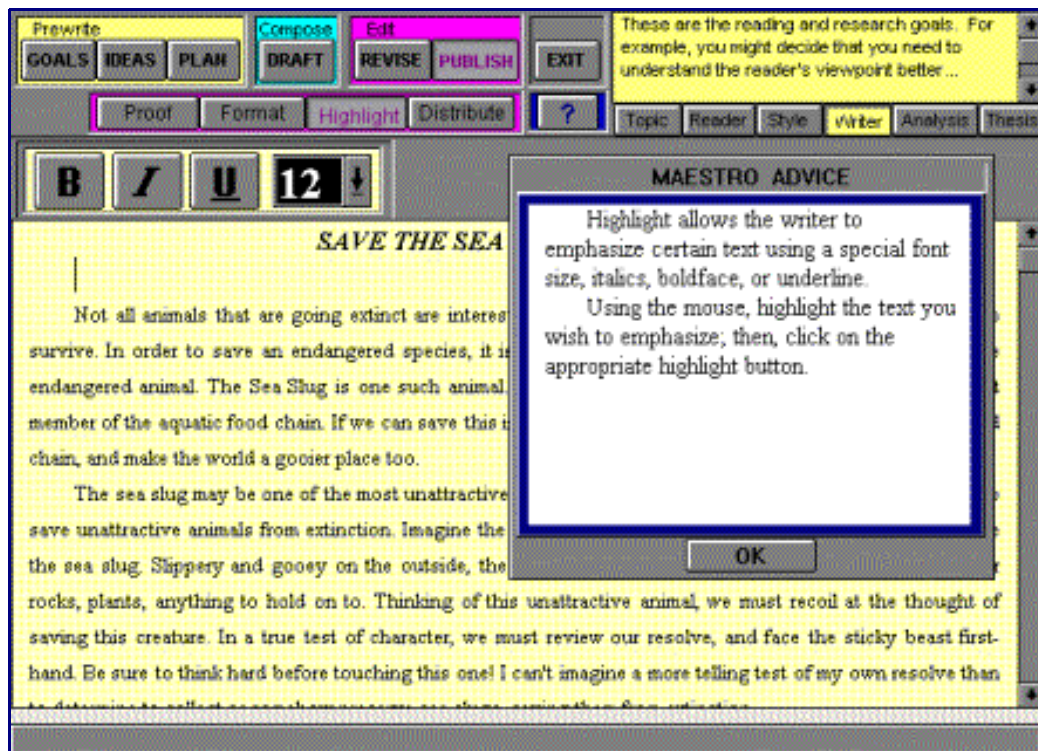 Prewrite
GOALS IDEAS PLAN
Compose
DRAFT
Edit
REVISE PUBLISH
EXIT
These are the reading and research goals. For
example, you might decide that you need to
understand the reader's viewpoint better ...
Proof Format Highlight Distribute
?
Topic Reader Style Writer Analysis Thesis
B I U 12
MAESTRO ADVICE
Highlight allows the writer to
emphasize certain text using a special font
size, italics, boldface, or underline.
Using the mouse, highlight the text you
wish to emphasize; then, click on the
appropriate highlight button.
OK
SAVE THE SEA
Not all animals that are going extinct are
survive. In order to save an endangered species, it
endangered animal. The Sea Slug is one such animal.
member of the aquatic food chain. If we can save this
chain, and make the world a gooier place too.
The sea slug may be one of the most unattractive
save unattractive animals from extinction. Imagine the
the sea slug. Slippery and gooey on the outside, the
rocks, plants, anything to hold on to. Thinking of this unattractive animal, we must recoil at the thought of
saving this creature. In a true test of character, we must review our resolve, and face the sticky beast first-
hand. Be sure to think hard before touching this one! I can't imagine a more telling test of my own resolve than